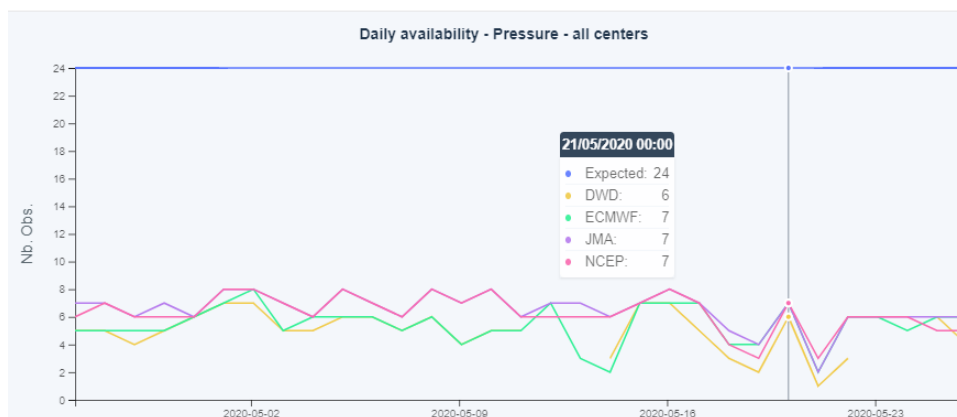 Daily availability - Pressure - all centers
Nb. Obs.
24
22
20
18
16
14
12
10
8
6
4
2
0
21/05/2020 00:00
Expected: 24
DWD: 6
ECMWF: 7
JMA: 7
NCEP: 7
2020-05-02
2020-05-09
2020-05-16
2020-05-23